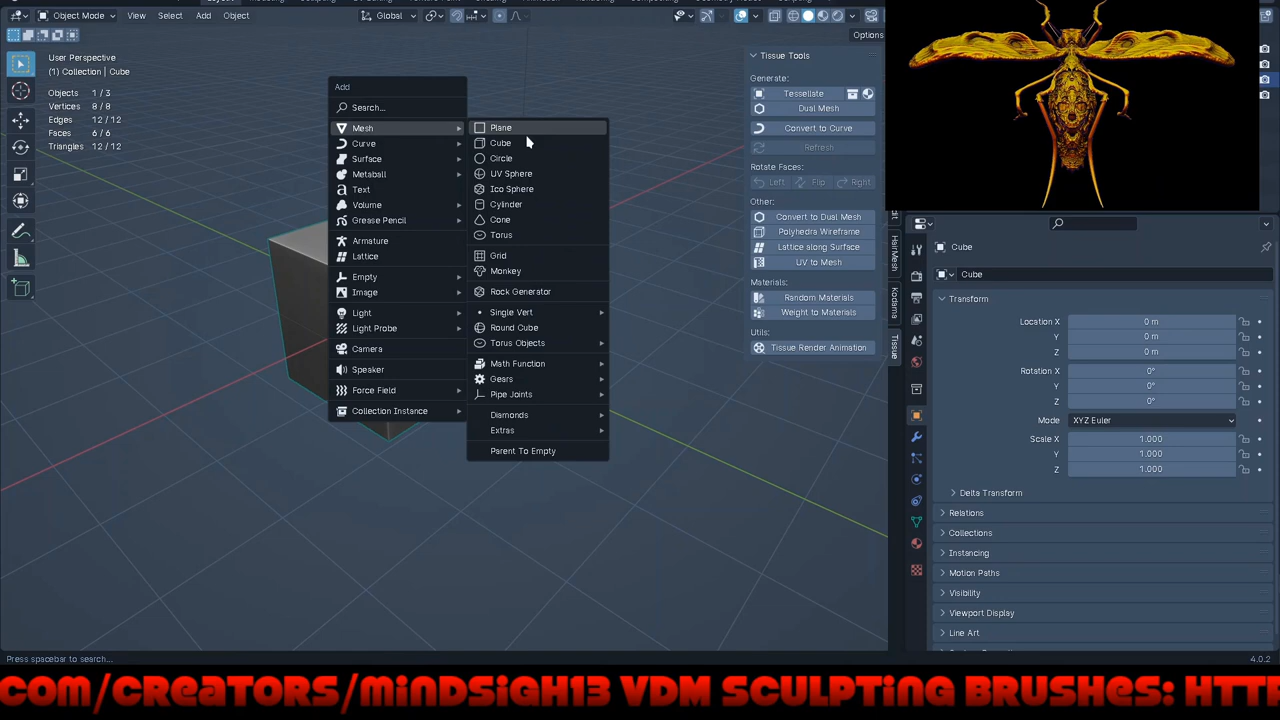 Object Mode
View
Select
Add
Object
Global
Options
User Perspective
(1) Collection | Cube
Objects 1/3
Vertices 8/8
Edges 12/12
Faces 6/6
Triangles 12/12
Add
Search...
Mesh
Curve
Surface
Metaball
Text
Volume
Grease Pencil
Armature
Lattice
Empty
Image
Light
Light Probe
Camera
Speaker
Force Field
Collection Instance
Plane
Cube
Circle
UV Sphere
Ico Sphere
Cylinder
Cone
Torus
Grid
Monkey
Rock Generator
Single Vert
Round Cube
Torus Objects
Math Function
Gears
Pipe Joints
Diamonds
Extras
Parent To Empty
Tissue Tools
Generate:
Tessellate
Dual Mesh
Convert to Curve
Refresh
Rotate Faces:
Left Flip Right
Other:
Convert to Dual Mesh
Polyhedra Wireframe
Lattice along Surface
UV to Mesh
Materials:
Random Materials
Weight to Materials
Utils:
Tissue Render Animation
HairMesh
Kodama
Tissue
Cube
Cube
Transform
Location X 0 m
Y 0 m
Z 0 m
Rotation X 0°
Y 0°
Z 0°
Mode XYZ Euler
Scale X 1.000
Y 1.000
Z 1.000
Delta Transform
Relations
Collections
Instancing
Motion Paths
Visibility
Viewport Display
Line Art
Press spacebar to search...
4.0.2
com/creators/mindsigh13 VDM SCULPTING BRUSHES: HTT